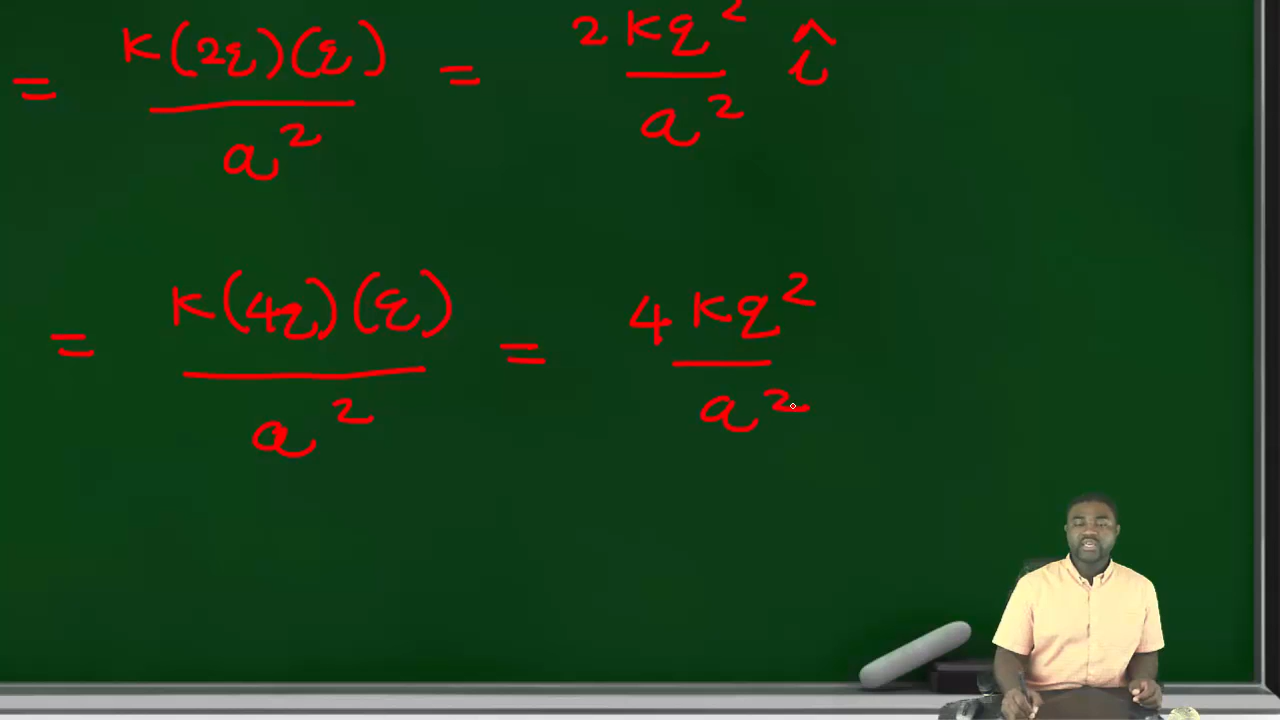 = K(2q)(q) / a² = 2Kq² / a² î
= K(4q)(q) / a² = 4Kq² / a²